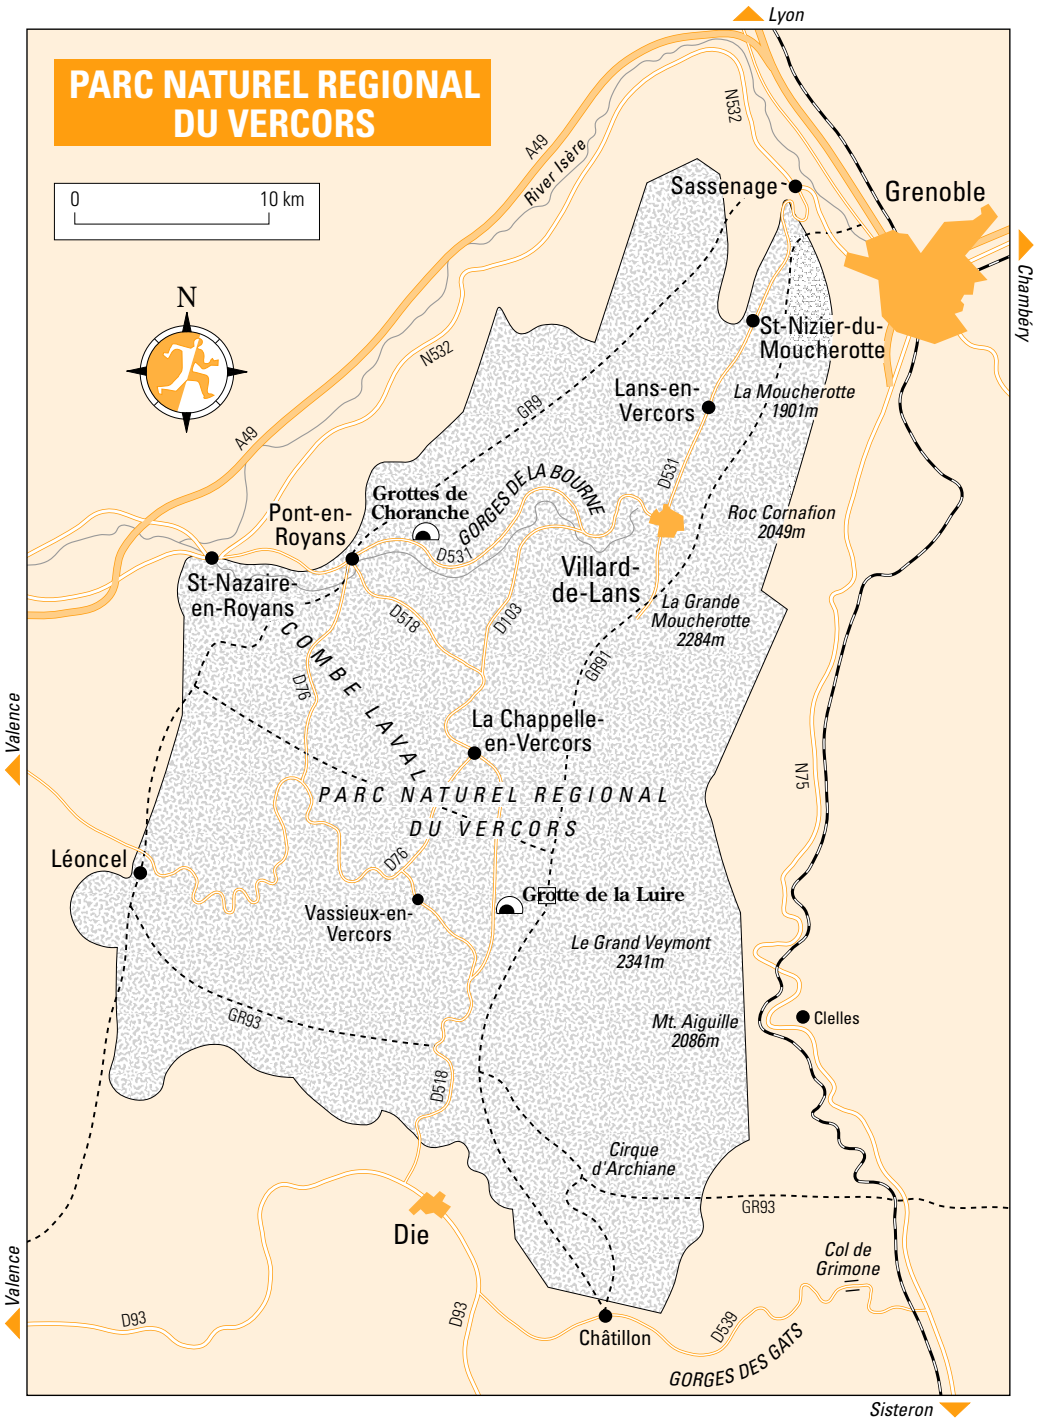 Lyon
PARC NATUREL REGIONAL
DU VERCORS
0 10 km
N
A49
River Isère
N532
Sassenage
Grenoble
Chambéry
N532
St-Nizier-du-
Moucherotte
La Moucherotte
1901m
Lans-en-
Vercors
GR9
A49
D531
Grottes de
Choranche
GORGES DE LA BOURNE
Pont-en-
Royans
D531
Roc Cornafion
2049m
St-Nazaire-
en-Royans
Villard-
de-Lans
D518
D103
La Grande
Moucherotte
2284m
COMBE LAVAL
D76
GR91
Valence
La Chappelle-
en-Vercors
N75
PARC NATUREL REGIONAL
DU VERCORS
Léoncel
D76
Grotte de la Luire
Vassieux-en-
Vercors
Le Grand Veymont
2341m
GR93
Mt. Aiguille
2086m
Clelles
D518
Cirque
d'Archiane
GR93
Die
Col de
Grimone
Valence
D93
D93
Châtillon
D539
GORGES DES GATS
Sisteron